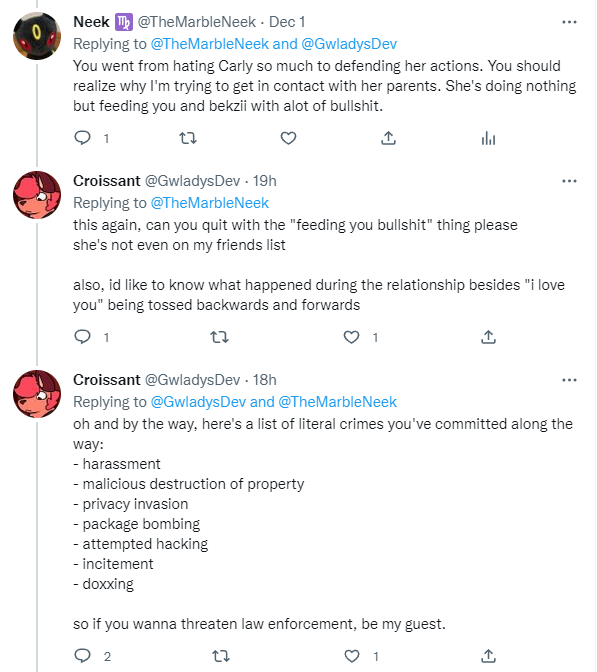 Neek ♍ @TheMarbleNeek · Dec 1
Replying to @TheMarbleNeek and @GwladysDev
You went from hating Carly so much to defending her actions. You should
realize why I'm trying to get in contact with her parents. She's doing nothing
but feeding you and bekzii with alot of bullshit.
1
Croissant @GwladysDev · 19h
Replying to @TheMarbleNeek
this again, can you quit with the "feeding you bullshit" thing please
she's not even on my friends list
also, id like to know what happened during the relationship besides "i love
you" being tossed backwards and forwards
1 1
Croissant @GwladysDev · 18h
Replying to @GwladysDev and @TheMarbleNeek
oh and by the way, here's a list of literal crimes you've committed along the
way:
- harassment
- malicious destruction of property
- privacy invasion
- package bombing
- attempted hacking
- incitement
- doxxing
so if you wanna threaten law enforcement, be my guest.
2 1